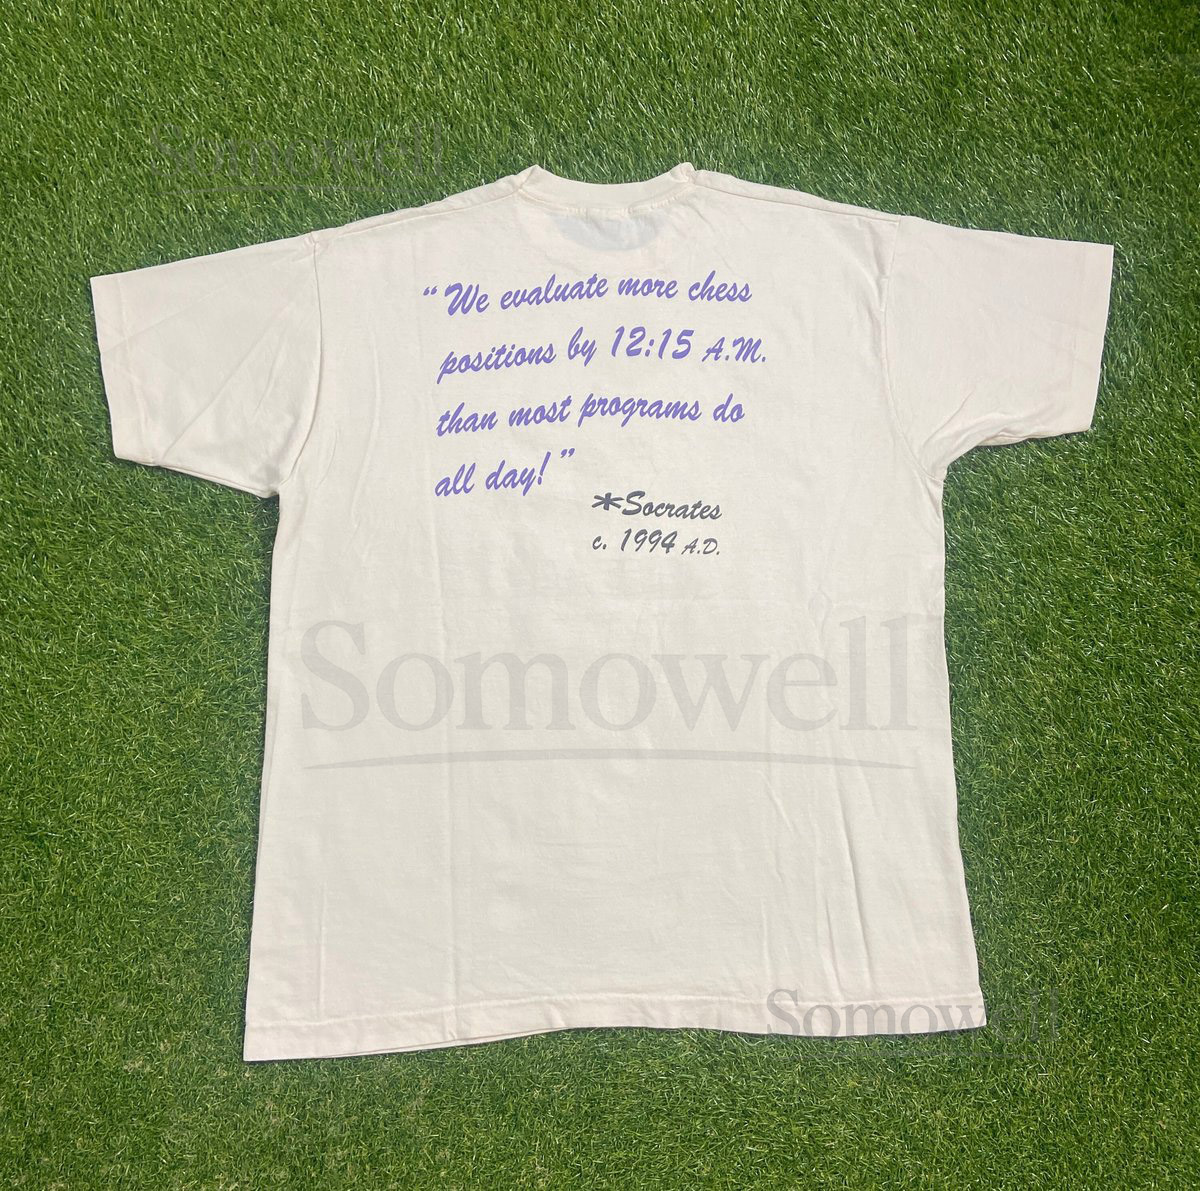 Somowell
“We evaluate more chess
positions by 12:15 A.M.
than most programs do
all day!”
*Socrates
c. 1994 A.D.
Somowell
Somowell